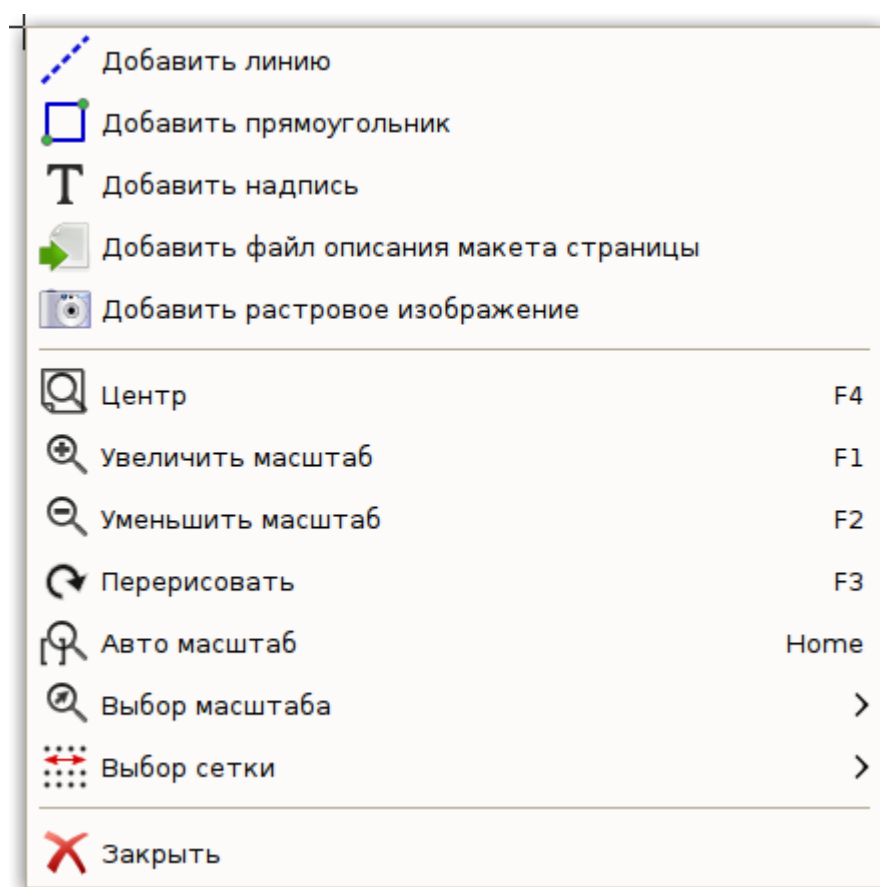 Добавить линию
Добавить прямоугольник
Добавить надпись
Добавить файл описания макета страницы
Добавить растровое изображение
Центр F4
Увеличить масштаб F1
Уменьшить масштаб F2
Перерисовать F3
Авто масштаб Home
Выбор масштаба
Выбор сетки
Закрыть